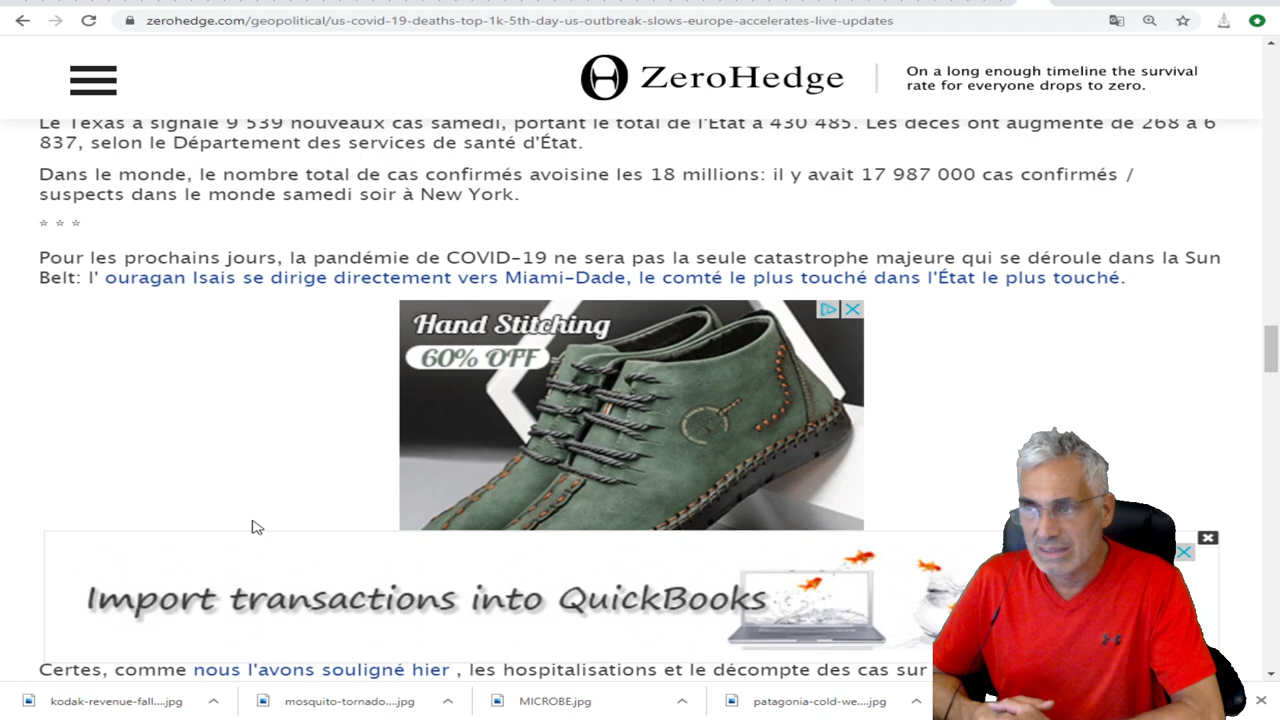 zerohedge.com/geopolitical/us-covid-19-deaths-top-1k-5th-day-us-outbreak-slows-europe-accelerates-live-updates
ZeroHedge
On a long enough timeline the survival
rate for everyone drops to zero.
Le Texas a signalé 9 539 nouveaux cas samedi, portant le total de l'État à 430 485. Les décès ont augmenté de 268 à 6
837, selon le Département des services de santé d'État.
Dans le monde, le nombre total de cas confirmés avoisine les 18 millions: il y avait 17 987 000 cas confirmés /
suspects dans le monde samedi soir à New York.
* * *
Pour les prochains jours, la pandémie de COVID-19 ne sera pas la seule catastrophe majeure qui se déroule dans la Sun
Belt: l' ouragan Isais se dirige directement vers Miami-Dade, le comté le plus touché dans l'État le plus touché.
Hand Stitching
60% OFF
Import transactions into QuickBooks
Certes, comme nous l'avons souligné hier , les hospitalisations et le décompte des cas sur
kodak-revenue-fall....jpg
mosquito-tornado....jpg
MICROBE.jpg
patagonia-cold-we....jpg